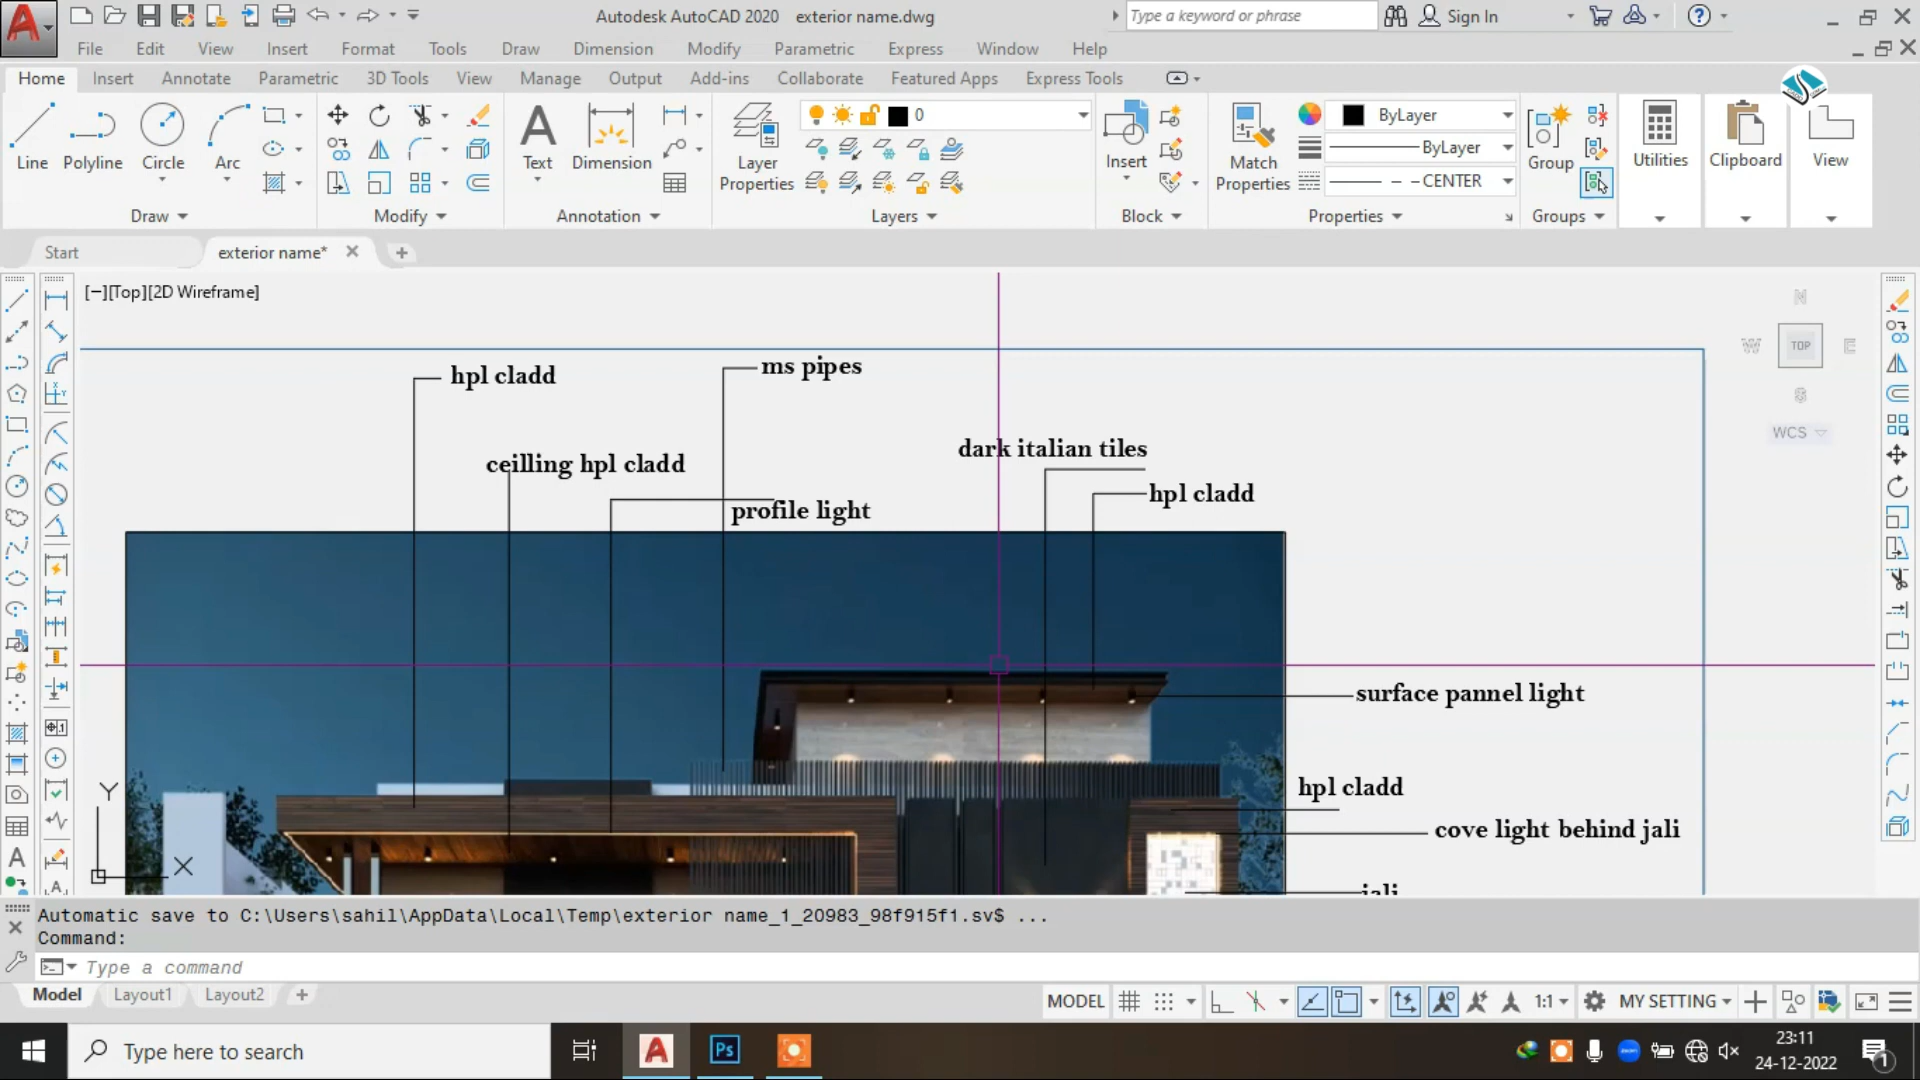 Autodesk AutoCAD 2020 exterior name.dwg
Type a keyword or phrase
Sign In
File Edit View Insert Format Tools Draw Dimension Modify Parametric Express Window Help
Home Insert Annotate Parametric 3D Tools View Manage Output Add-ins Collaborate Featured Apps Express Tools
0
ByLayer
Line Polyline Circle Arc
Text Dimension
Layer Properties
Insert
Match Properties
ByLayer
CENTER
Group
Utilities
Clipboard
View
Draw Modify Annotation Layers Block Properties Groups
Start exterior name*
[−][Top][2D Wireframe]
N
W TOP E
S
WCS
hpl cladd
ms pipes
dark italian tiles
ceilling hpl cladd
hpl cladd
profile light
surface pannel light
hpl cladd
cove light behind jali
jali
Y
X
Automatic save to C:\Users\sahil\AppData\Local\Temp\exterior name_1_20983_98f915f1.sv$ ...
Command:
Type a command
Model Layout1 Layout2
MODEL 1:1 MY SETTING
Type here to search
Ps
23:11
24-12-2022
1